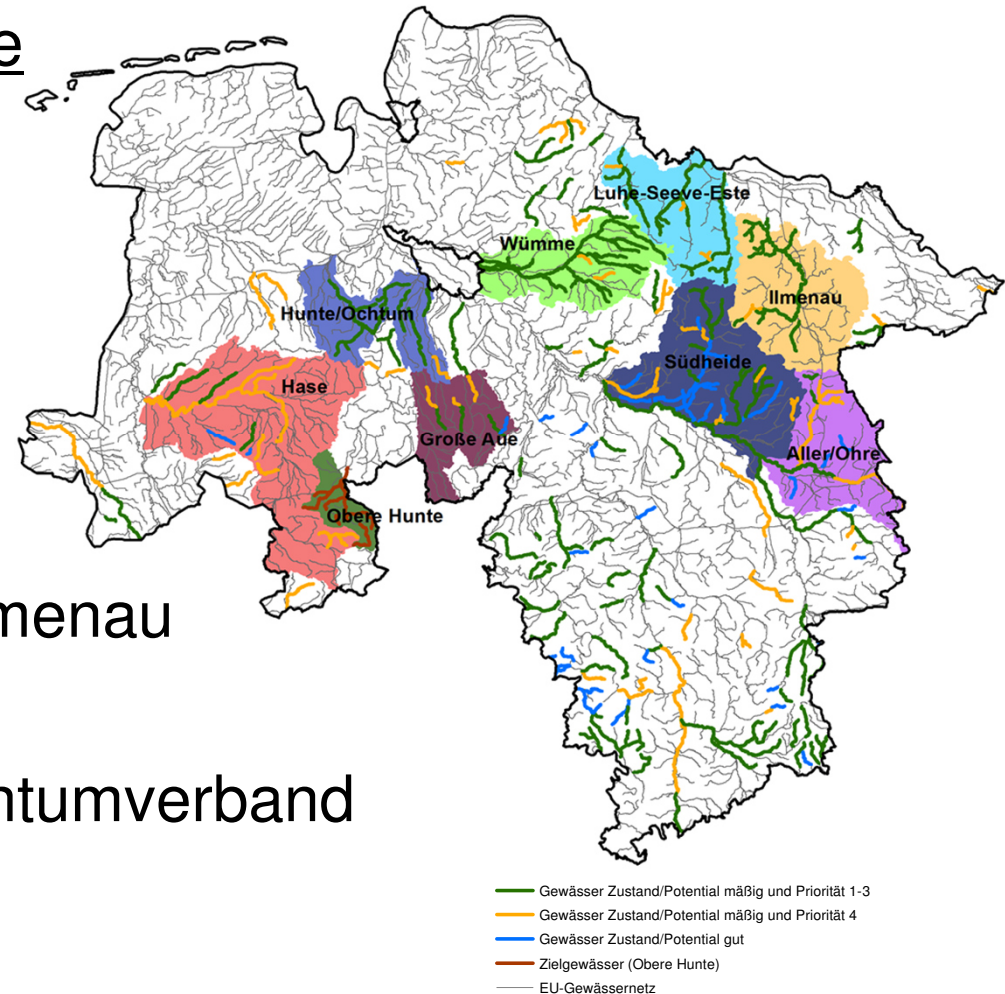 e
Luhe-Seeve-Este
Wümme
Ilmenau
Hunte/Ochtum
Südheide
Hase
Große Aue
Aller/Ohre
Obere Hunte
menau
ntumverband
Gewässer Zustand/Potential mäßig und Priorität 1-3
Gewässer Zustand/Potential mäßig und Priorität 4
Gewässer Zustand/Potential gut
Zielgewässer (Obere Hunte)
EU-Gewässernetz